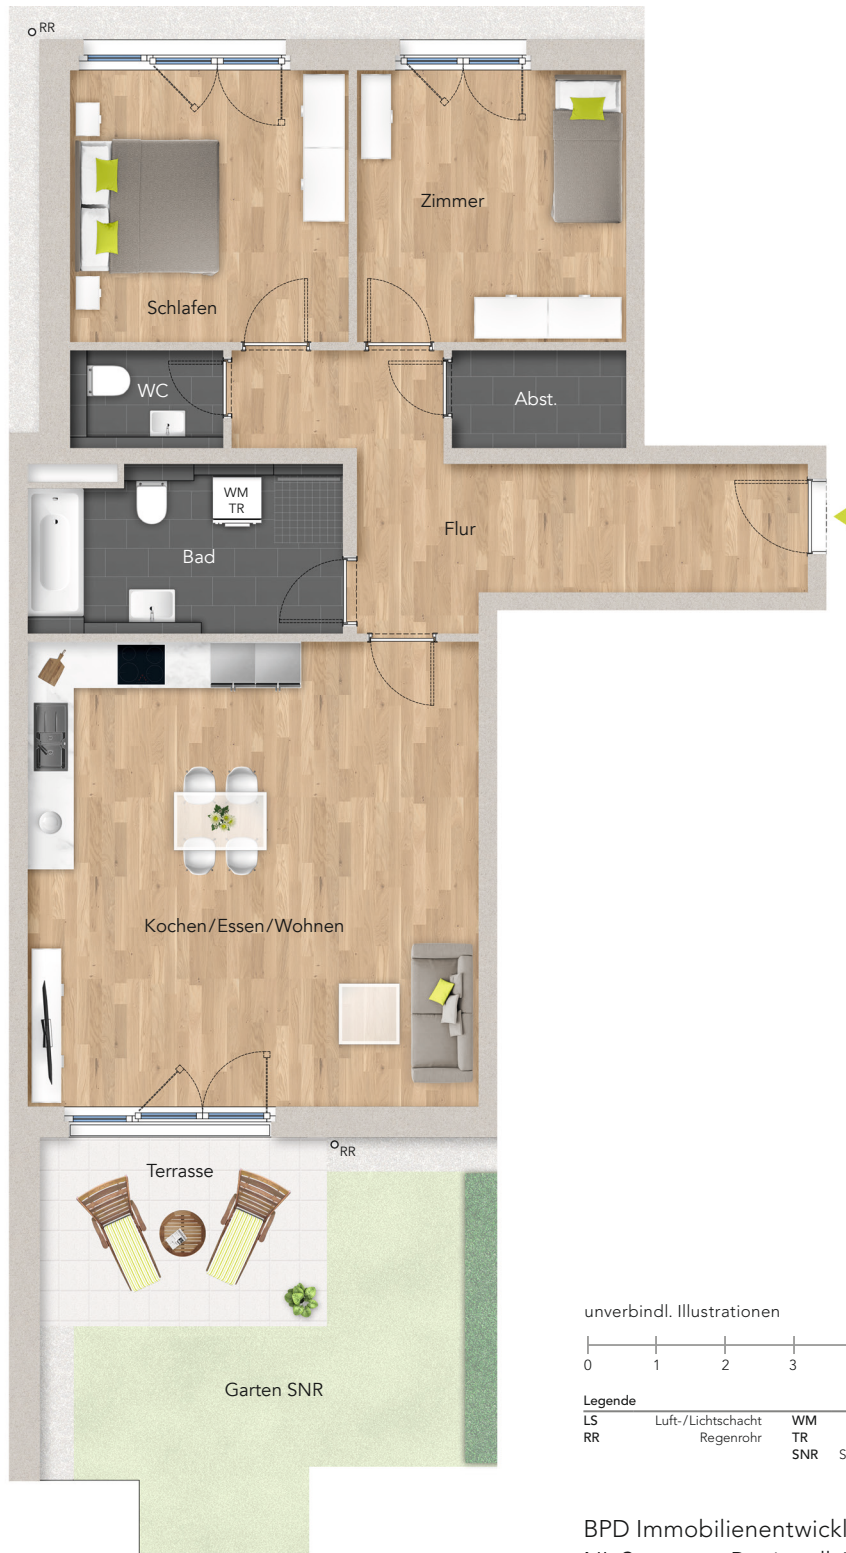 RR
Zimmer
Schlafen
WC
Abst.
WM
TR
Flur
Bad
Kochen/Essen/Wohnen
RR
Terrasse
unverbindl. Illustrationen
0 1 2 3
Garten SNR
Legende
LS Luft-/Lichtschacht WM
RR Regenrohr TR
SNR S
BPD Immobilienentwickl